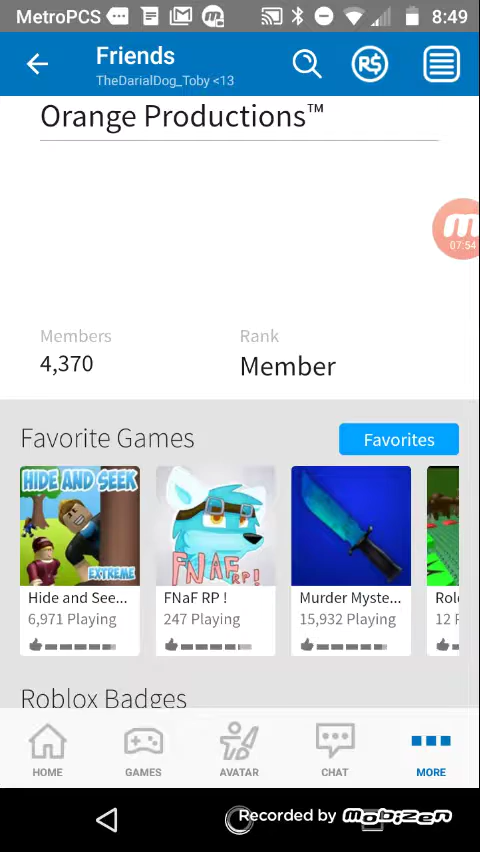 MetroPCS 8:49
Friends
TheDarialDog_Toby <13
R$
Orange Productions™
07:54
Members
Rank
4,370
Member
Favorite Games
Favorites
HIDE AND SEEK
EXTREME
FNAF RP!
Hide and See...
FNaF RP !
Murder Myste...
6,971 Playing
247 Playing
15,932 Playing
12
Roblox Badges
HOME
GAMES
AVATAR
CHAT
MORE
Recorded by Mobizen